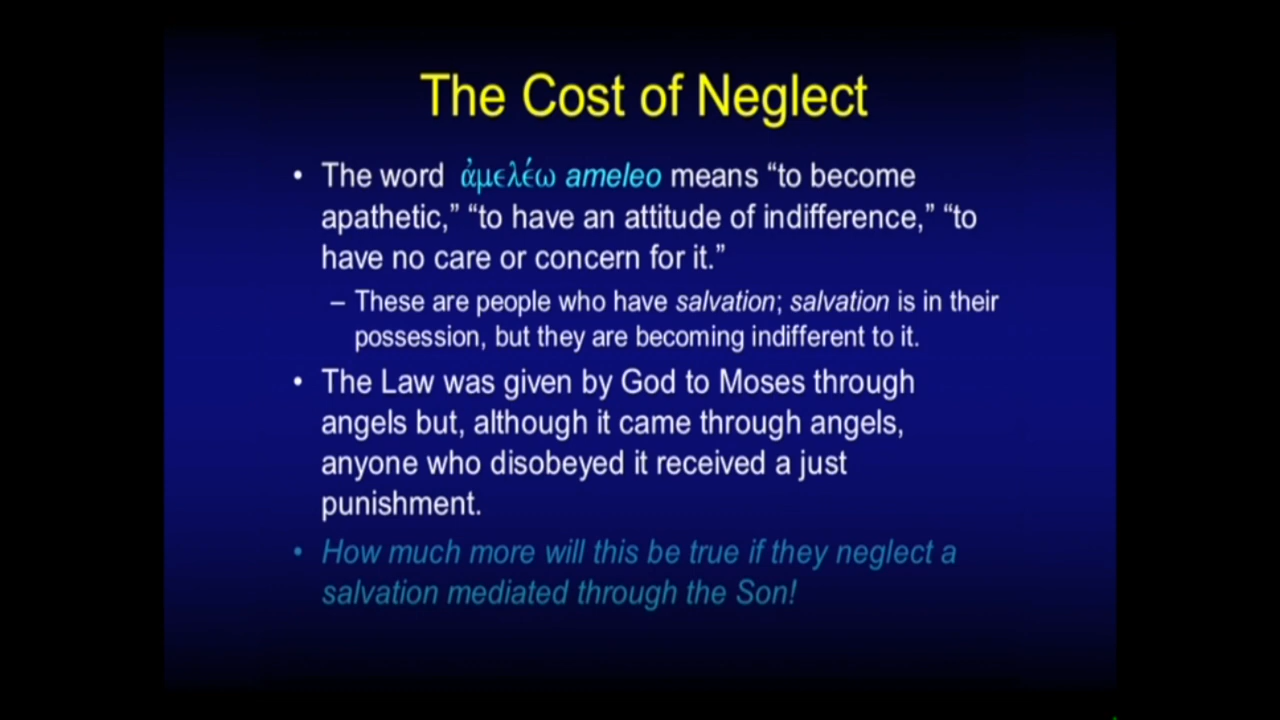 The Cost of Neglect
• The word ἀμελέω ameleo means “to become
apathetic,” “to have an attitude of indifference,” “to
have no care or concern for it.”
– These are people who have salvation; salvation is in their
possession, but they are becoming indifferent to it.
• The Law was given by God to Moses through
angels but, although it came through angels,
anyone who disobeyed it received a just
punishment.
• How much more will this be true if they neglect a
salvation mediated through the Son!